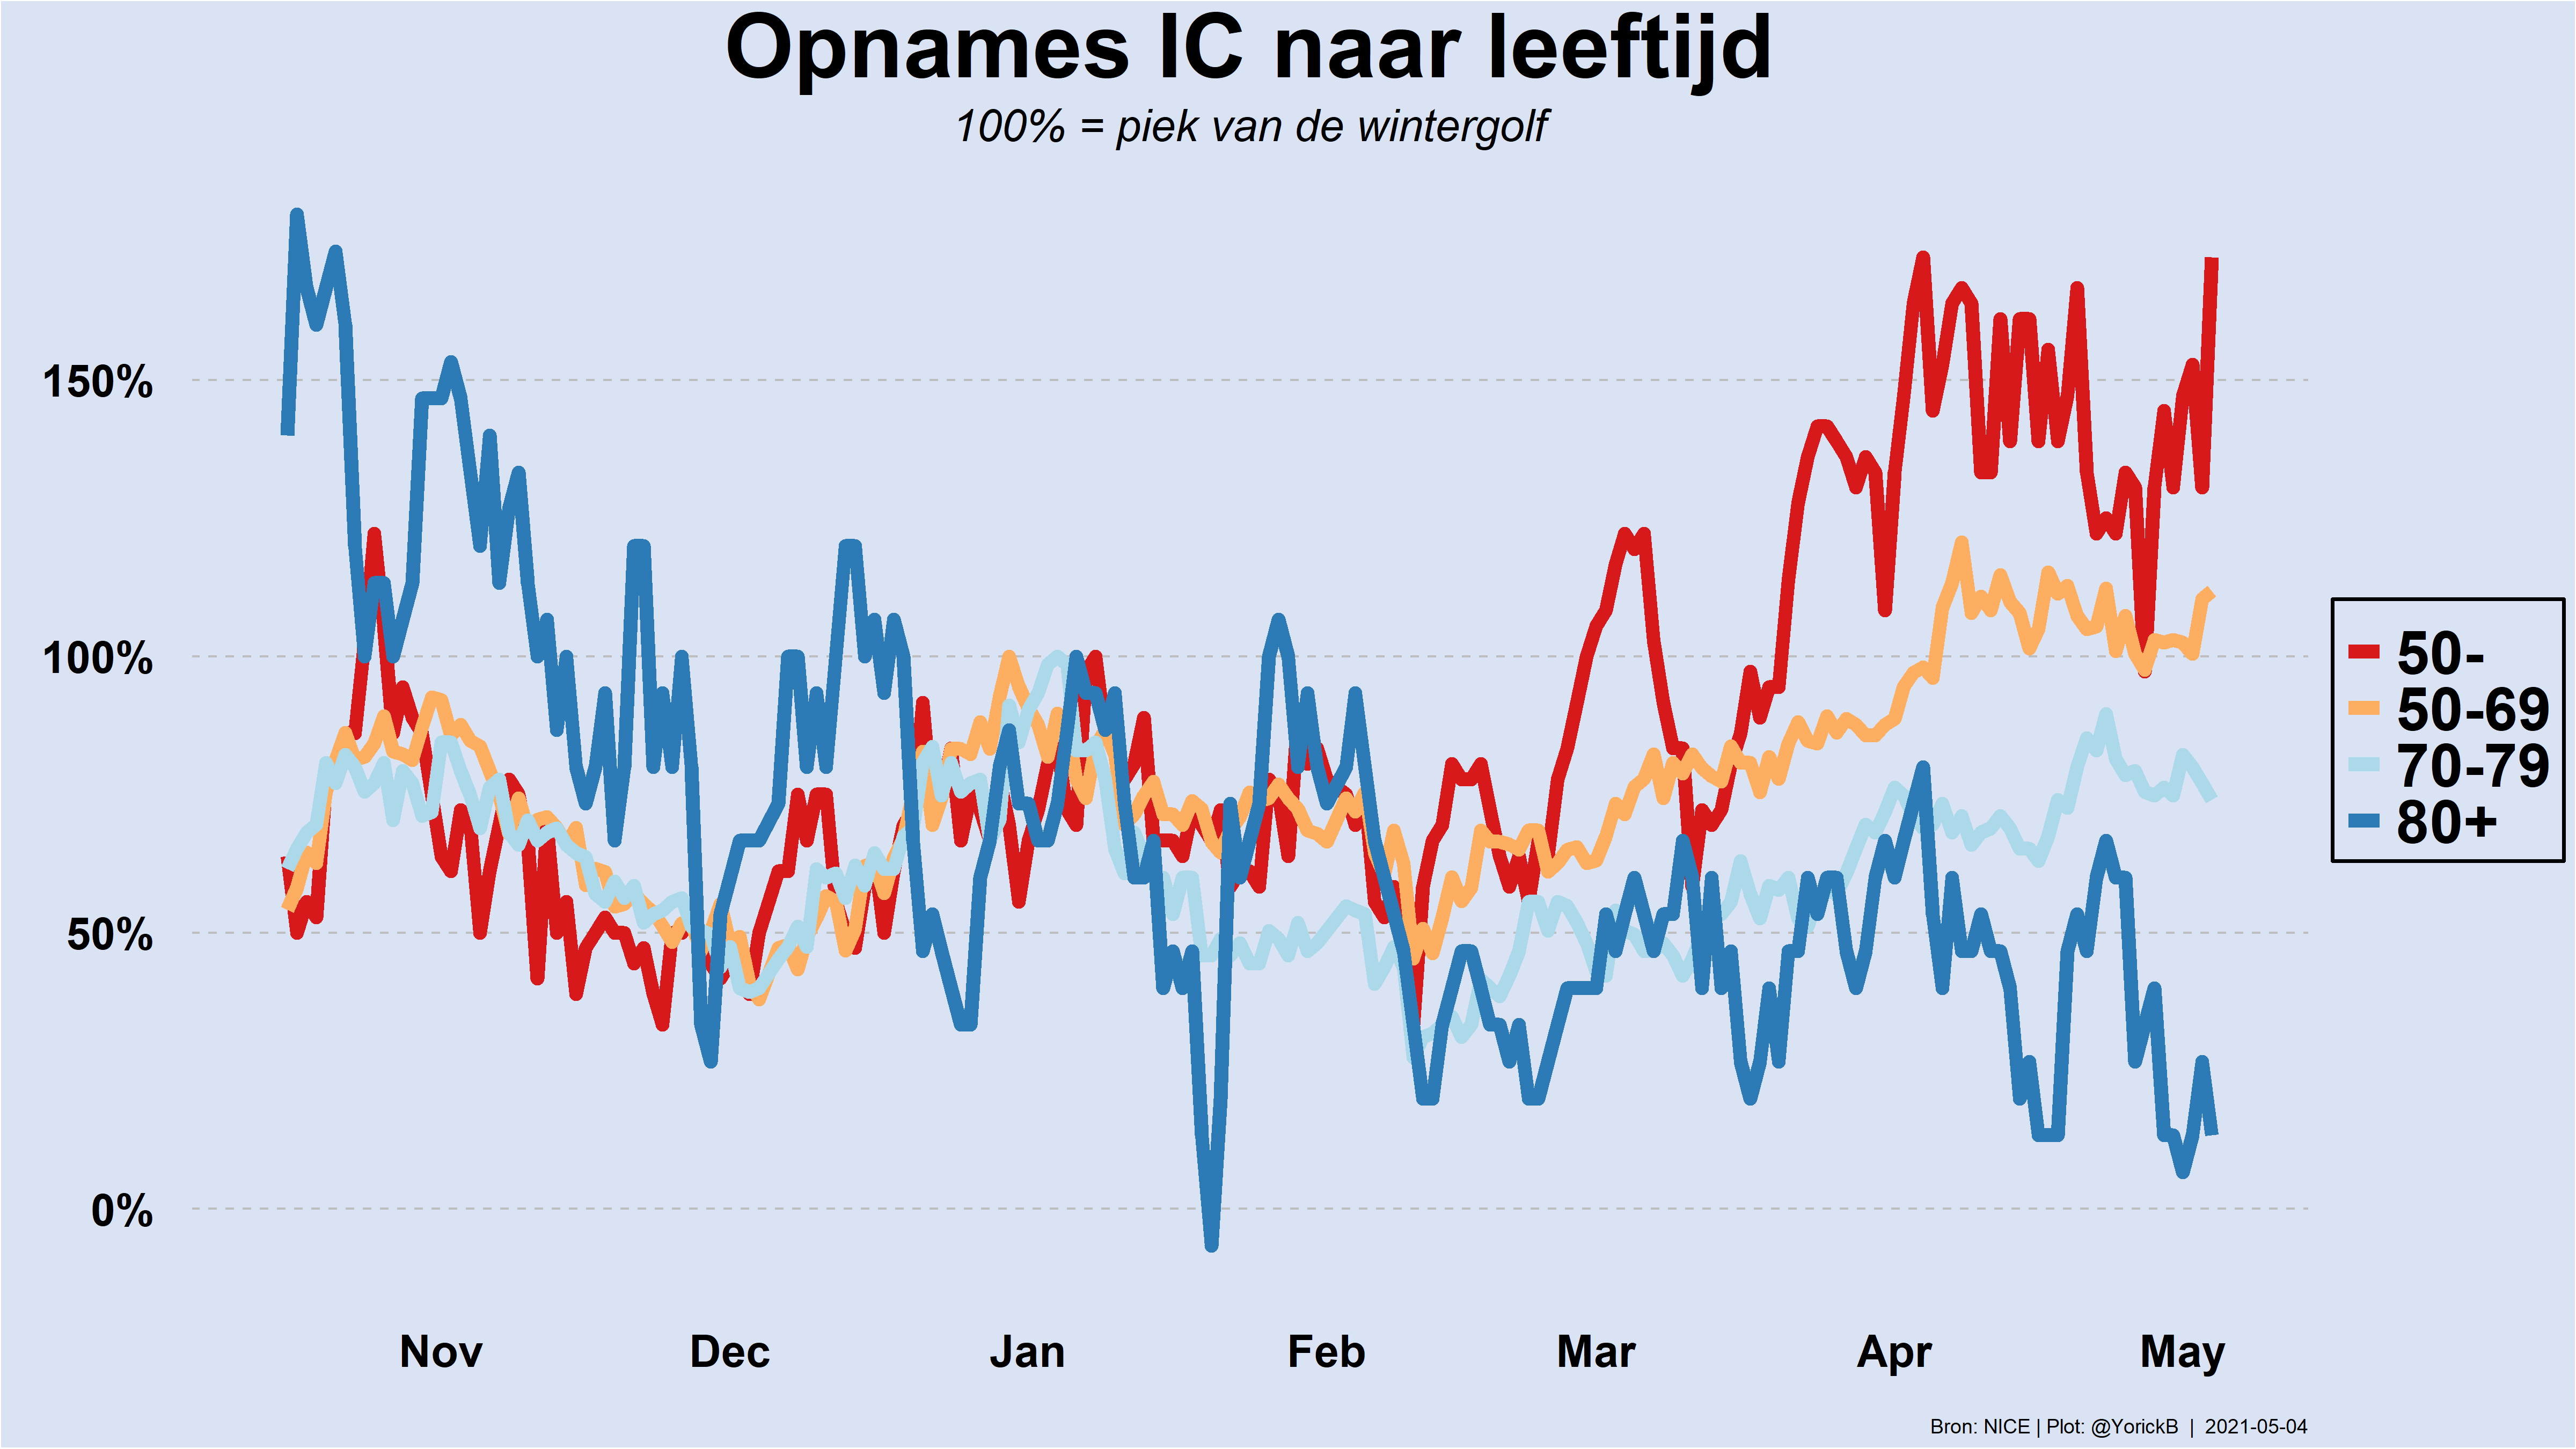 Opnames IC naar leeftijd
100% = piek van de wintergolf
150%
100%
50%
0%
50-
50-69
70-79
80+
Nov Dec Jan Feb Mar Apr May
Bron: NICE | Plot: @YorickB | 2021-05-04